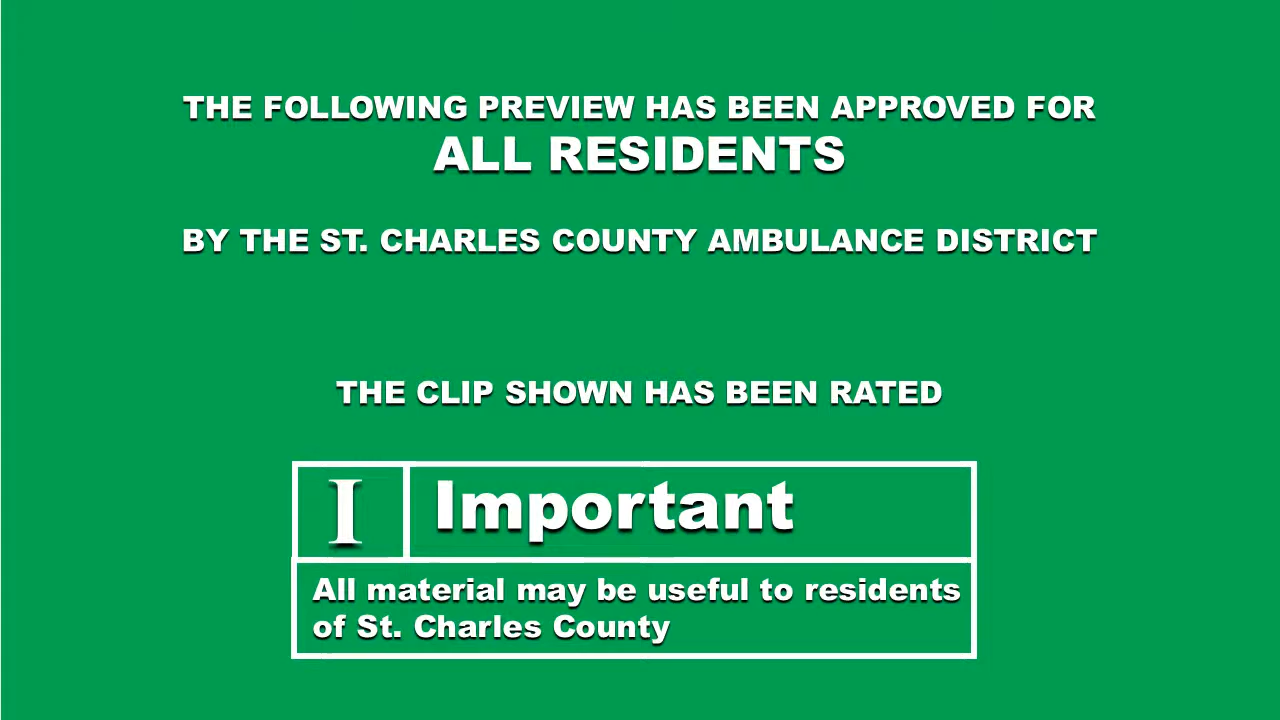 THE FOLLOWING PREVIEW HAS BEEN APPROVED FOR
ALL RESIDENTS
BY THE ST. CHARLES COUNTY AMBULANCE DISTRICT
THE CLIP SHOWN HAS BEEN RATED
I Important
All material may be useful to residents
of St. Charles County